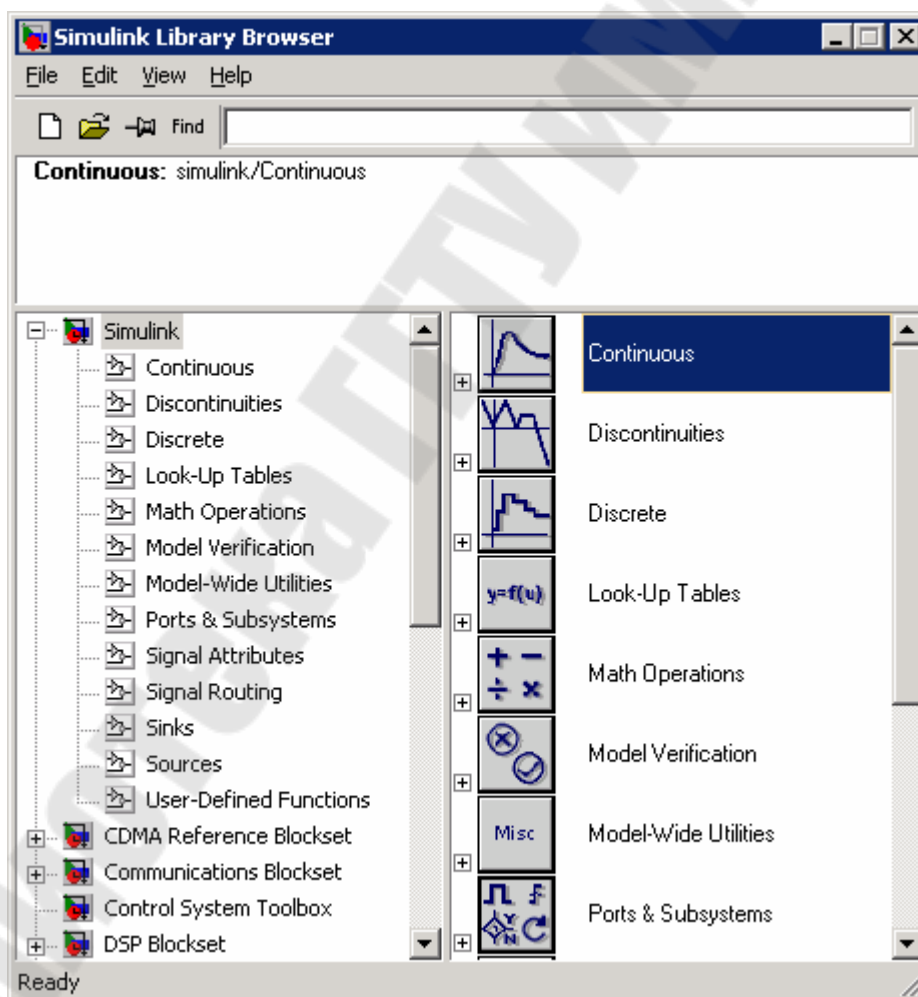 Simulink Library Browser
File Edit View Help
Find
Continuous: simulink/Continuous
Simulink
Continuous
Discontinuities
Discrete
Look-Up Tables
Math Operations
Model Verification
Model-Wide Utilities
Ports & Subsystems
Signal Attributes
Signal Routing
Sinks
Sources
User-Defined Functions
CDMA Reference Blockset
Communications Blockset
Control System Toolbox
DSP Blockset
Continuous
Discontinuities
Discrete
y=f(u) Look-Up Tables
Math Operations
Model Verification
Misc Model-Wide Utilities
Y
N
Ports & Subsystems
Ready
ГГТУ